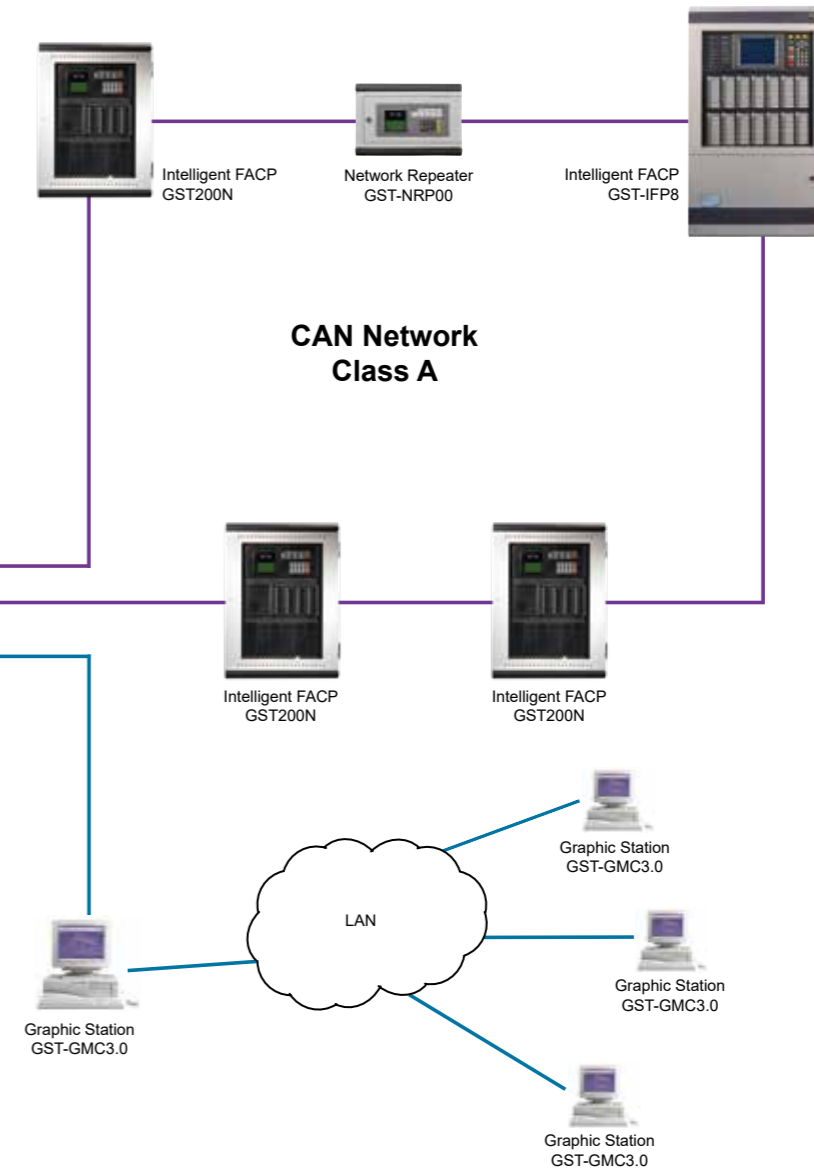 Intelligent FACP
GST200N
Network Repeater
GST-NRP00
Intelligent FACP
GST-IFP8
CAN Network
Class A
Intelligent FACP
GST200N
Intelligent FACP
GST200N
Graphic Station
GST-GMC3.0
LAN
Graphic Station
GST-GMC3.0
Graphic Station
GST-GMC3.0
Graphic Station
GST-GMC3.0